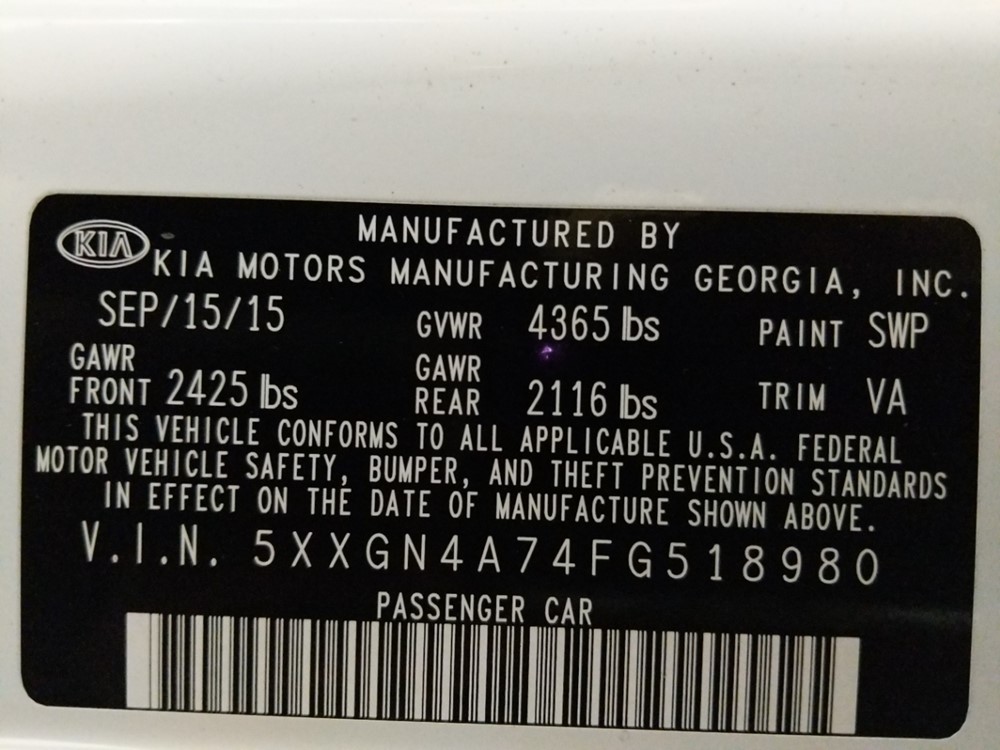 MANUFACTURED BY
KIA
KIA MOTORS MANUFACTURING GEORGIA, INC.
SEP/15/15 GVWR 4365 lbs PAINT SWP
GAWR FRONT 2425 lbs GAWR REAR 2116 lbs TRIM VA
THIS VEHICLE CONFORMS TO ALL APPLICABLE U.S.A. FEDERAL
MOTOR VEHICLE SAFETY, BUMPER, AND THEFT PREVENTION STANDARDS
IN EFFECT ON THE DATE OF MANUFACTURE SHOWN ABOVE.
V.I.N. 5XXGN4A74FG518980
PASSENGER CAR